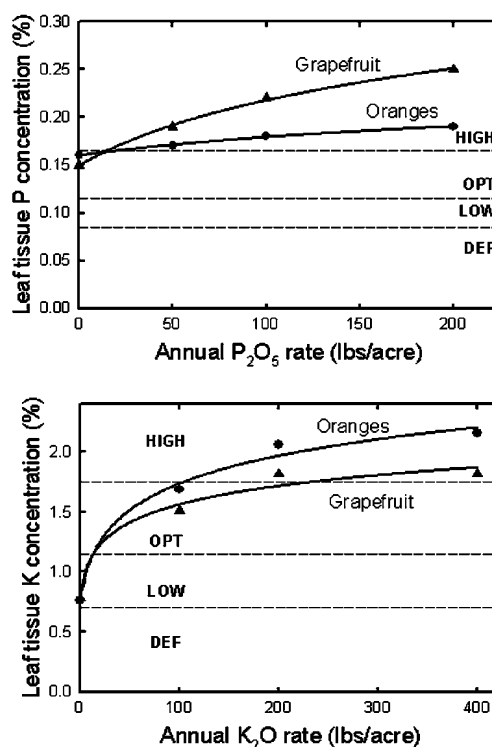 Leaf tissue P concentration (%)
0.30
0.25
0.20
0.15
0.10
0.05
0.00
Grapefruit
Oranges
HIGH
OPT
LOW
DEF
0 50 100 150 200
Annual P₂O₅ rate (lbs/acre)
Leaf tissue K concentration (%)
2.0
1.5
1.0
0.5
0.0
Oranges
HIGH
Grapefruit
OPT
LOW
DEF
0 100 200 300 400
Annual K₂O rate (lbs/acre)